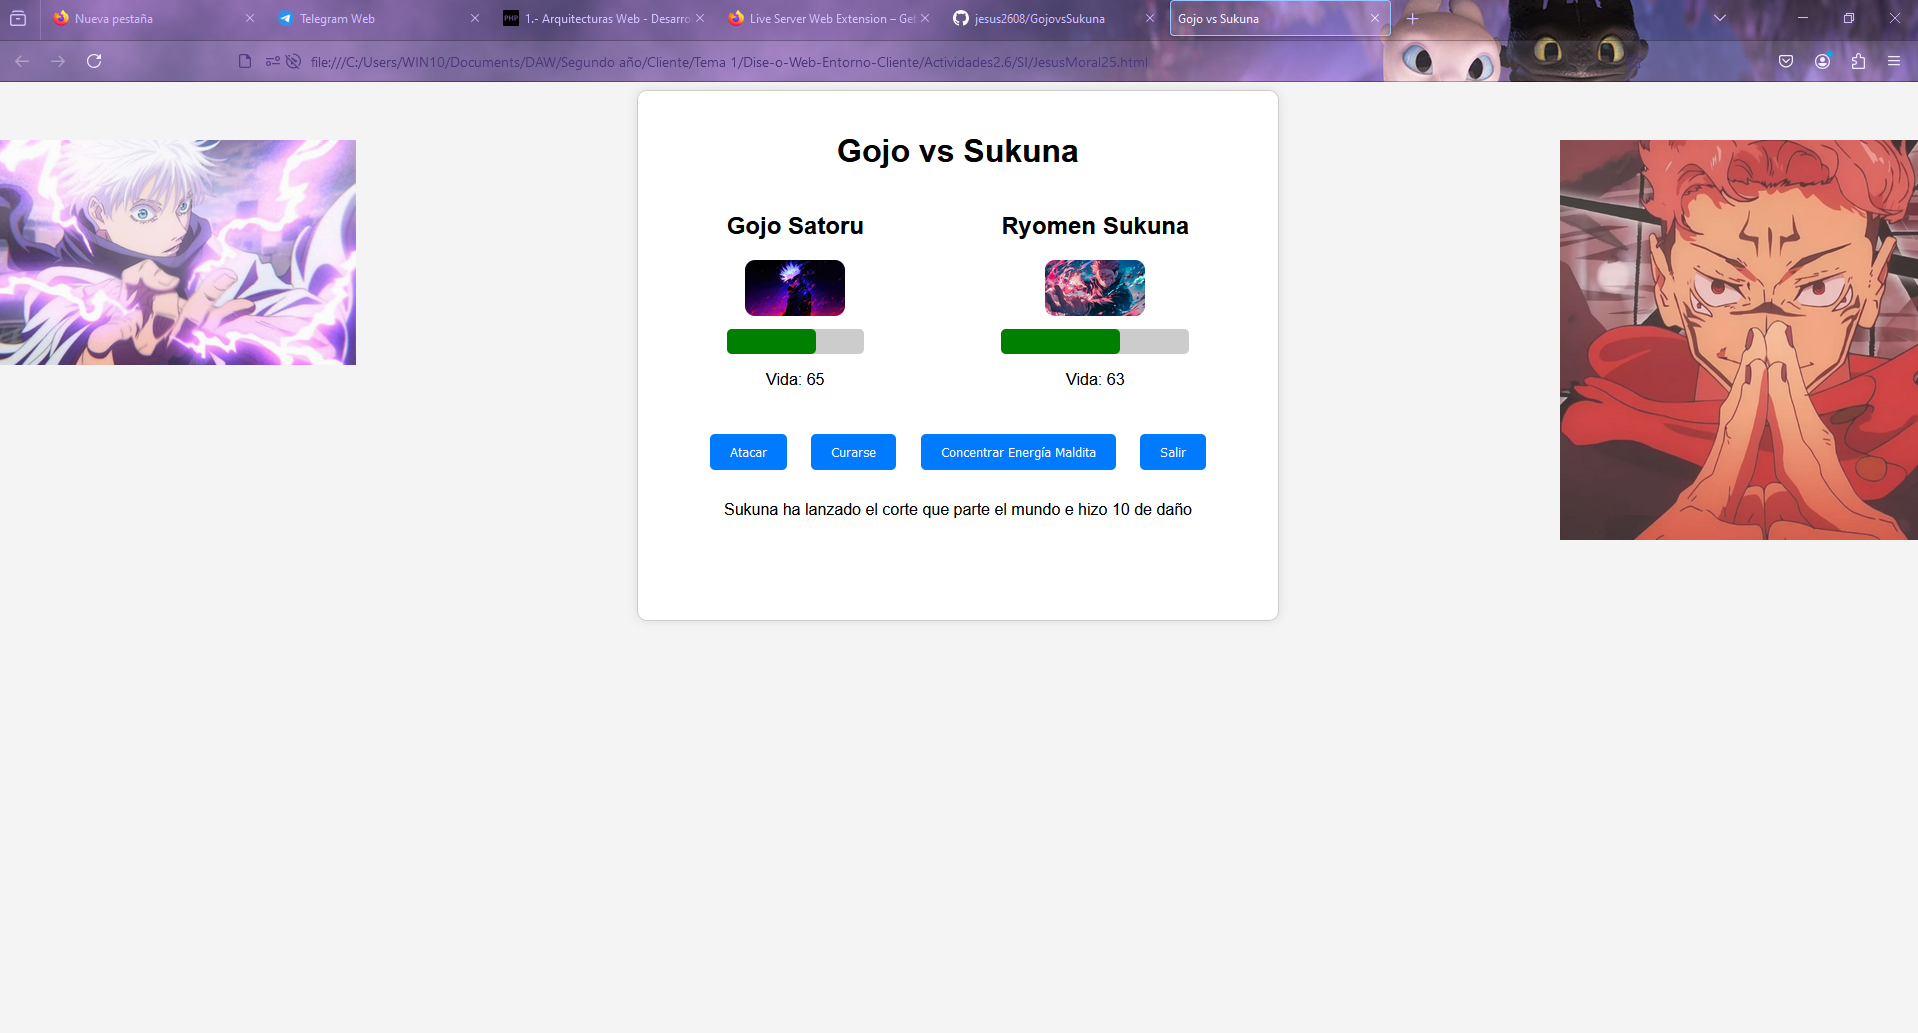 Nueva pestaña
Telegram Web
PHP
1.- Arquitecturas Web - Desarro
Live Server Web Extension – Get
jesus2608/GojovsSukuna
Gojo vs Sukuna
file:///C:/Users/WIN10/Documents/DAW/Segundo año/Cliente/Tema 1/Dise-o-Web-Entorno-Cliente/Actividades2.6/SI/JesusMoral25.html
Gojo vs Sukuna
Gojo Satoru
Ryomen Sukuna
Vida: 65
Vida: 63
Atacar
Curarse
Concentrar Energía Maldita
Salir
Sukuna ha lanzado el corte que parte el mundo e hizo 10 de daño